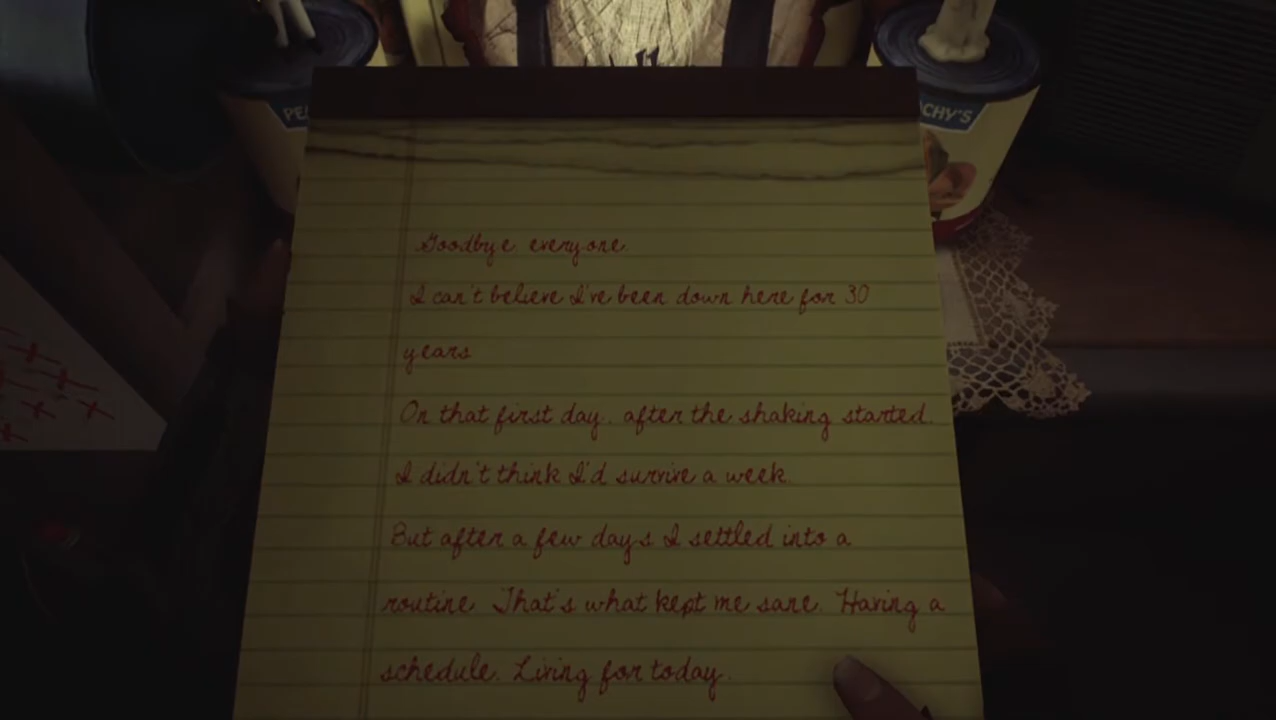 PEA
CHY'S
Goodbye everyone
I can't believe I've been down here for 30
years
On that first day, after the shaking started,
I didn't think I'd survive a week.
But after a few days I settled into a
routine. That's what kept me sane. Having a
schedule. Living for today.